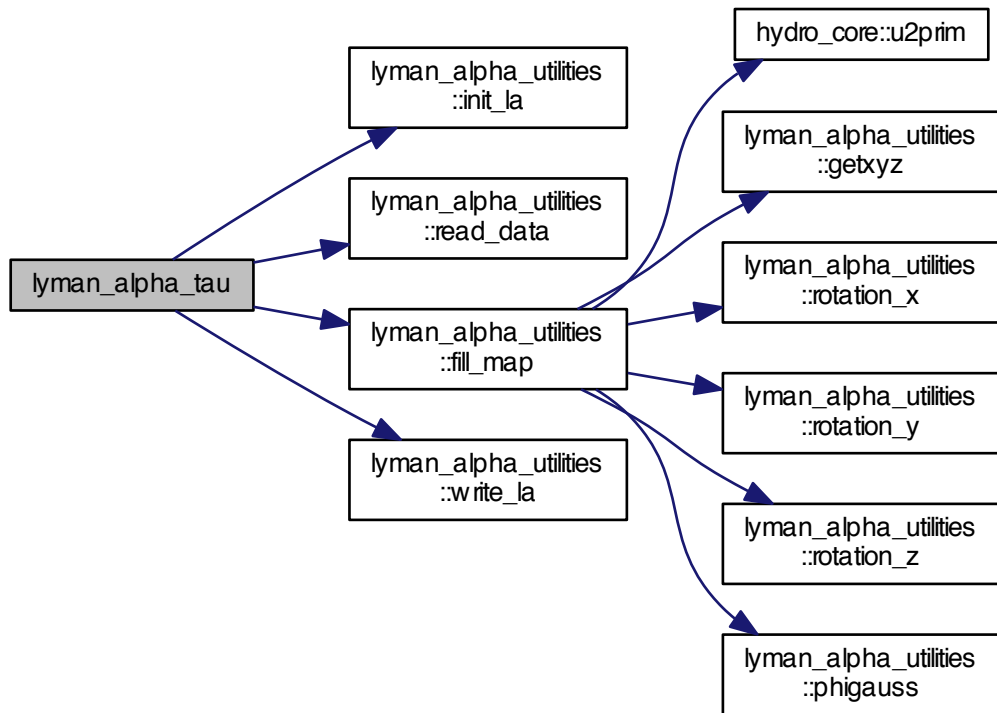 lyman_alpha_tau
lyman_alpha_utilities
::init_la
lyman_alpha_utilities
::read_data
lyman_alpha_utilities
::fill_map
lyman_alpha_utilities
::write_la
hydro_core::u2prim
lyman_alpha_utilities
::getxyz
lyman_alpha_utilities
::rotation_x
lyman_alpha_utilities
::rotation_y
lyman_alpha_utilities
::rotation_z
lyman_alpha_utilities
::phigauss